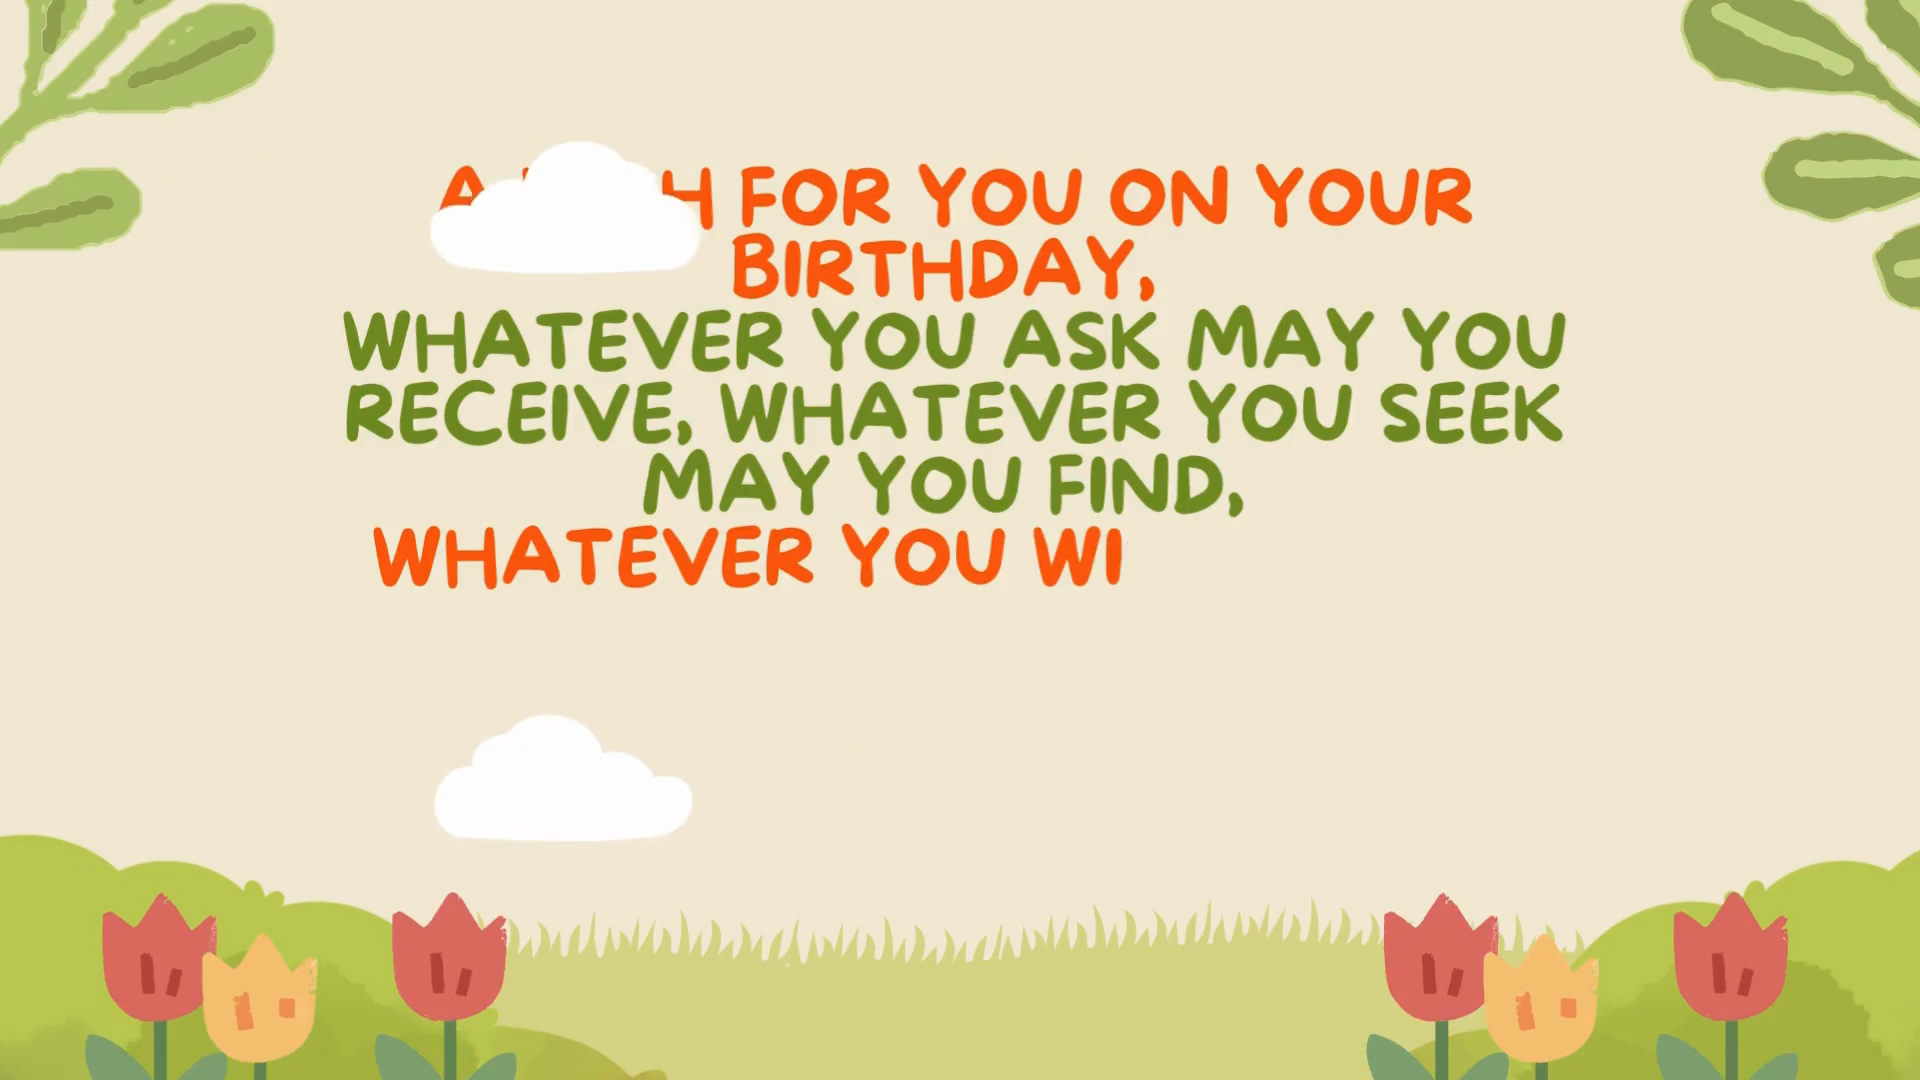 A FOR YOU ON YOUR
BIRTHDAY,
WHATEVER YOU ASK MAY YOU
RECEIVE, WHATEVER YOU SEEK
MAY YOU FIND,
WHATEVER YOU WI